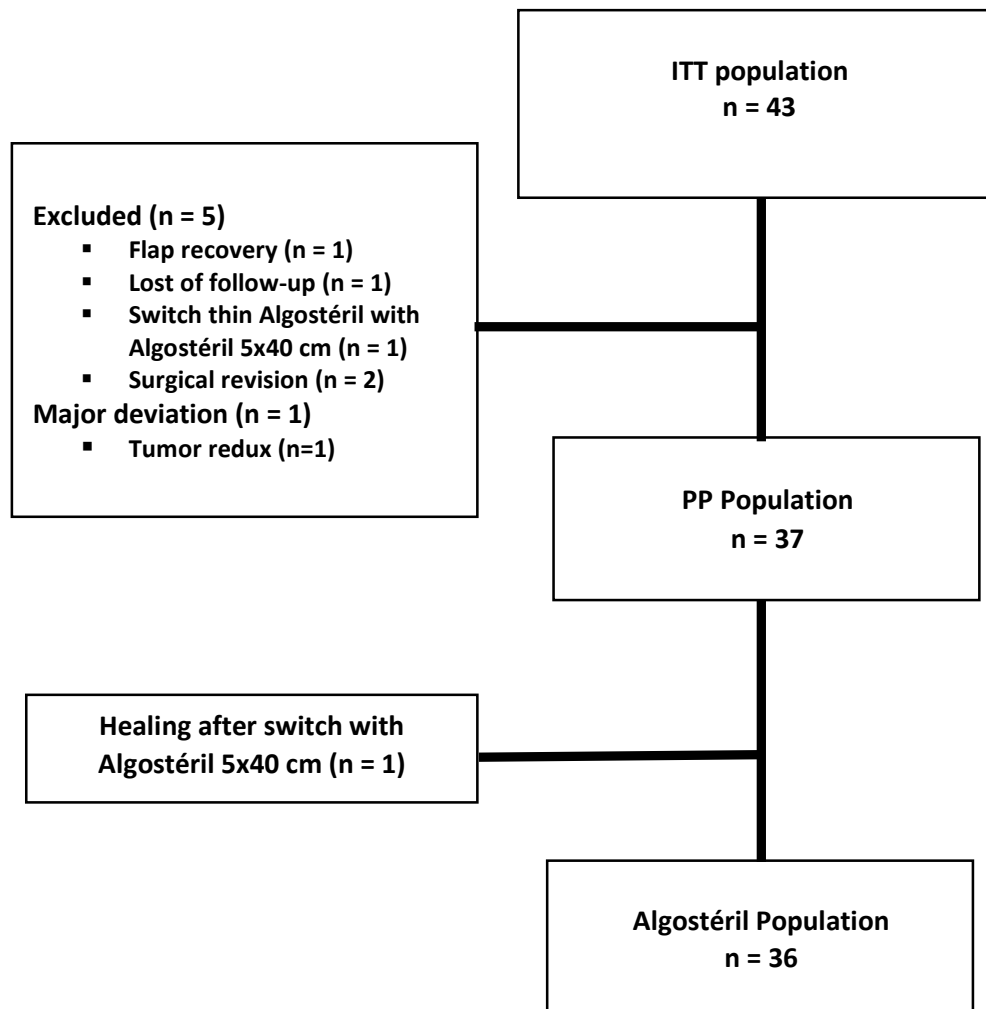 ITT population
n = 43
Excluded (n = 5)
▪ Flap recovery (n = 1)
▪ Lost of follow-up (n = 1)
▪ Switch thin Algostéril with
Algostéril 5x40 cm (n = 1)
▪ Surgical revision (n = 2)
Major deviation (n = 1)
▪ Tumor redux (n=1)
PP Population
n = 37
Healing after switch with
Algostéril 5x40 cm (n = 1)
Algostéril Population
n = 36